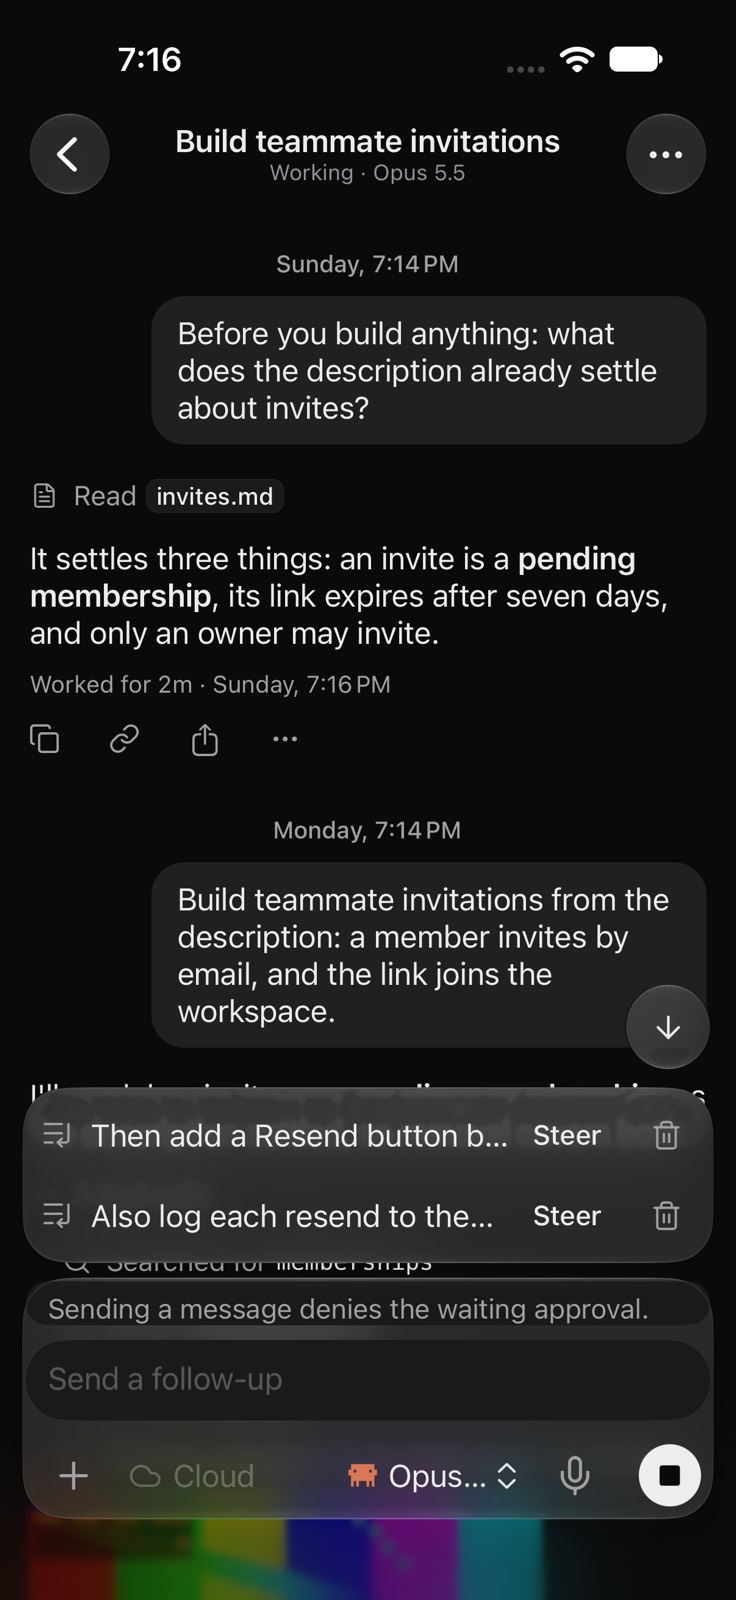 7:16
Build teammate invitations
Working · Opus 5.5
Sunday, 7:14 PM
Before you build anything: what
does the description already settle
about invites?
Read invites.md
It settles three things: an invite is a pending
membership, its link expires after seven days,
and only an owner may invite.
Worked for 2m · Sunday, 7:16 PM
Monday, 7:14 PM
Build teammate invitations from the
description: a member invites by
email, and the link joins the
workspace.
Then add a Resend button b... Steer
Also log each resend to the... Steer
Searched for memberships
Sending a message denies the waiting approval.
Send a follow-up
Cloud Opus...